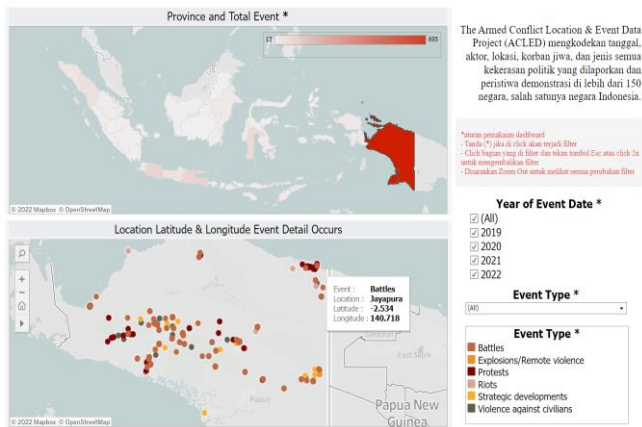 Province and Total Event *
© 2022 Mapbox © OpenStreetMap
Location Latitude & Longitude Event Detail Occurs
Event : Battles
Location : Jayapura
Latitude : -2.534
Longitude : 140.718
East Sepik
Papua
Papua New
Guinea
© 2022 Mapbox © OpenStreetMap
The Armed Conflict Location & Event Data
Project (ACLED) mengkodekan tanggal,
aktor, lokasi, korban jiwa, dan jenis semua
kekerasan politik yang dilaporkan dan
peristiwa demonstrasi di lebih dari 150
negara, salah satunya negara Indonesia.
*aturan pemakaian dashboard
- Tanda (*) jika di click akan terjadi filter
- Click bagian yang di filter dan tekan tombol Esc atau click 2x
untuk mengembalikan filter
- Disarankan Zoom Out untuk melihat semua perubahan filter
Year of Event Date *
(All)
2019
2020
2021
2022
Event Type *
(All)
Event Type *
Battles
Explosions/Remote violence
Protests
Riots
Strategic developments
Violence against civilians